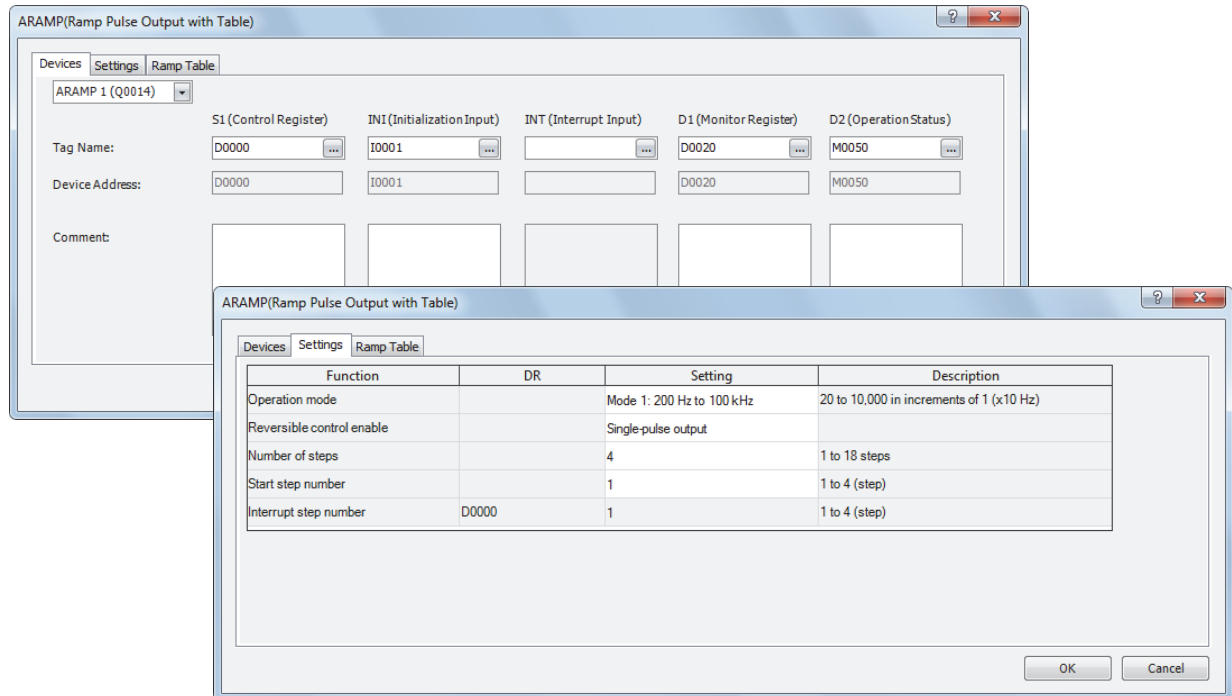 ARAMP(Ramp Pulse Output with Table)
Devices Settings Ramp Table
ARAMP 1 (Q0014)
S1 (Control Register) INI (Initialization Input) INT (Interrupt Input) D1 (Monitor Register) D2 (Operation Status)
Tag Name: D0000 ... I0001 ... ... D0020 ... M0050 ...
Device Address: D0000 I0001 D0020 M0050
Comment:
ARAMP(Ramp Pulse Output with Table)
Devices Settings Ramp Table
Function DR Setting Description
Operation mode Mode 1: 200 Hz to 100 kHz 20 to 10,000 in increments of 1 (x10 Hz)
Reversible control enable Single-pulse output
Number of steps 4 1 to 18 steps
Start step number 1 1 to 4 (step)
Interrupt step number D0000 1 1 to 4 (step)
OK Cancel